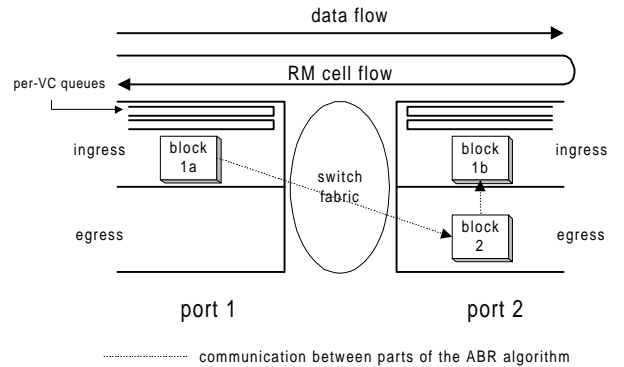 data flow
RM cell flow
per-VC queues
ingress
block
1a
switch
fabric
block
1b
ingress
egress
block
2
egress
port 1
port 2
communication between parts of the ABR algorithm